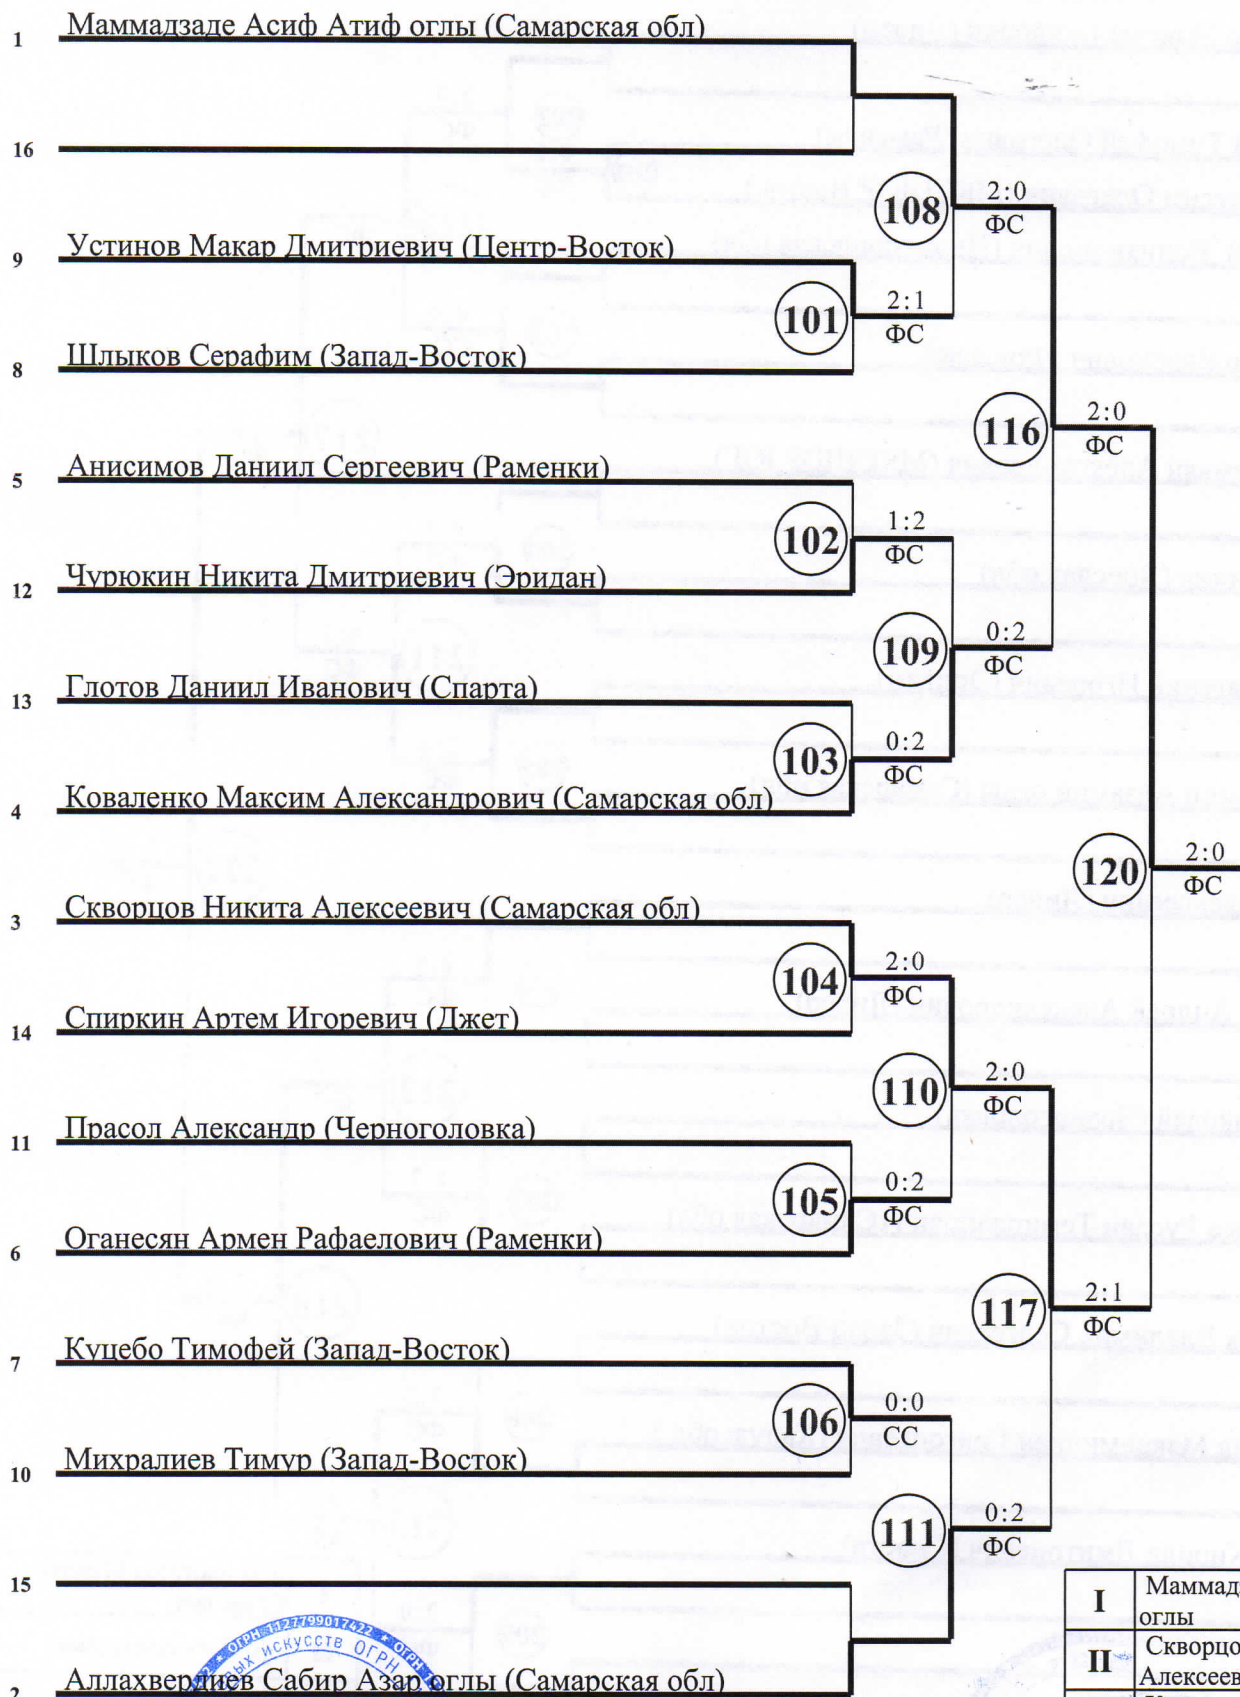 1 Маммадзаде Асиф Атиф оглы (Самарская обл)
16
108 2:0
ФС
9 Устинов Макар Дмитриевич (Центр-Восток)
101 2:1
ФС
8 Шлыков Серафим (Запад-Восток)
116 2:0
ФС
5 Анисимов Даниил Сергеевич (Раменки)
102 1:2
ФС
12 Чурюкин Никита Дмитриевич (Эридан)
109 0:2
ФС
13 Глотов Даниил Иванович (Спарта)
103 0:2
ФС
4 Коваленко Максим Александрович (Самарская обл)
120 2:0
ФС
3 Скворцов Никита Алексеевич (Самарская обл)
104 2:0
ФС
14 Спиркин Артем Игоревич (Джет)
110 2:0
ФС
11 Прасол Александр (Черноголовка)
105 0:2
ФС
6 Оганесян Армен Рафаелович (Раменки)
117 2:1
ФС
7 Куцебо Тимофей (Запад-Восток)
106 0:0
СС
10 Михралиев Тимур (Запад-Восток)
111 0:2
ФС
15
I Маммадз
оглы
II Скворцо
Алексеев
ОГРН 1127799017422 * ОГРН
ИСКУССТВ ОГРН
2 Аллахвердиев Сабир Азар оглы (Самарская обл)